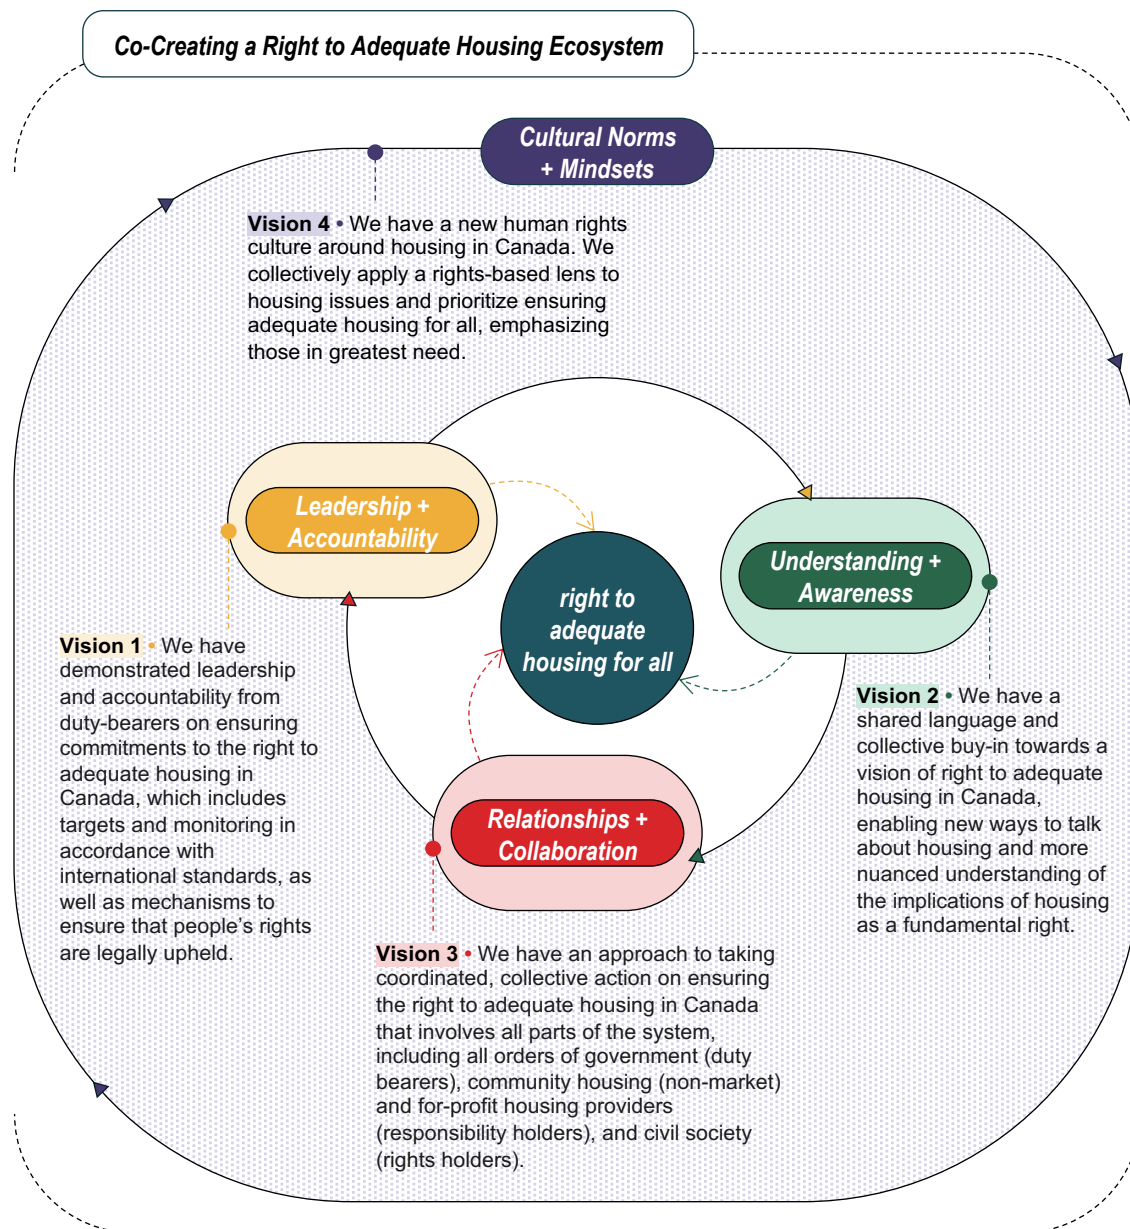 Co-Creating a Right to Adequate Housing Ecosystem
Cultural Norms
+ Mindsets
Vision 4 • We have a new human rights
culture around housing in Canada. We
collectively apply a rights-based lens to
housing issues and prioritize ensuring
adequate housing for all, emphasizing
those in greatest need.
Leadership +
Accountability
Understanding +
Awareness
right to
adequate
housing for all
Relationships +
Collaboration
Vision 1 • We have
demonstrated leadership
and accountability from
duty-bearers on ensuring
commitments to the right to
adequate housing in
Canada, which includes
targets and monitoring in
accordance with
international standards, as
well as mechanisms to
ensure that people’s rights
are legally upheld.
Vision 2 • We have a
shared language and
collective buy-in towards a
vision of right to adequate
housing in Canada,
enabling new ways to talk
about housing and more
nuanced understanding of
the implications of housing
as a fundamental right.
Vision 3 • We have an approach to taking
coordinated, collective action on ensuring
the right to adequate housing in Canada
that involves all parts of the system,
including all orders of government (duty
bearers), community housing (non-market)
and for-profit housing providers
(responsibility holders), and civil society
(rights holders).